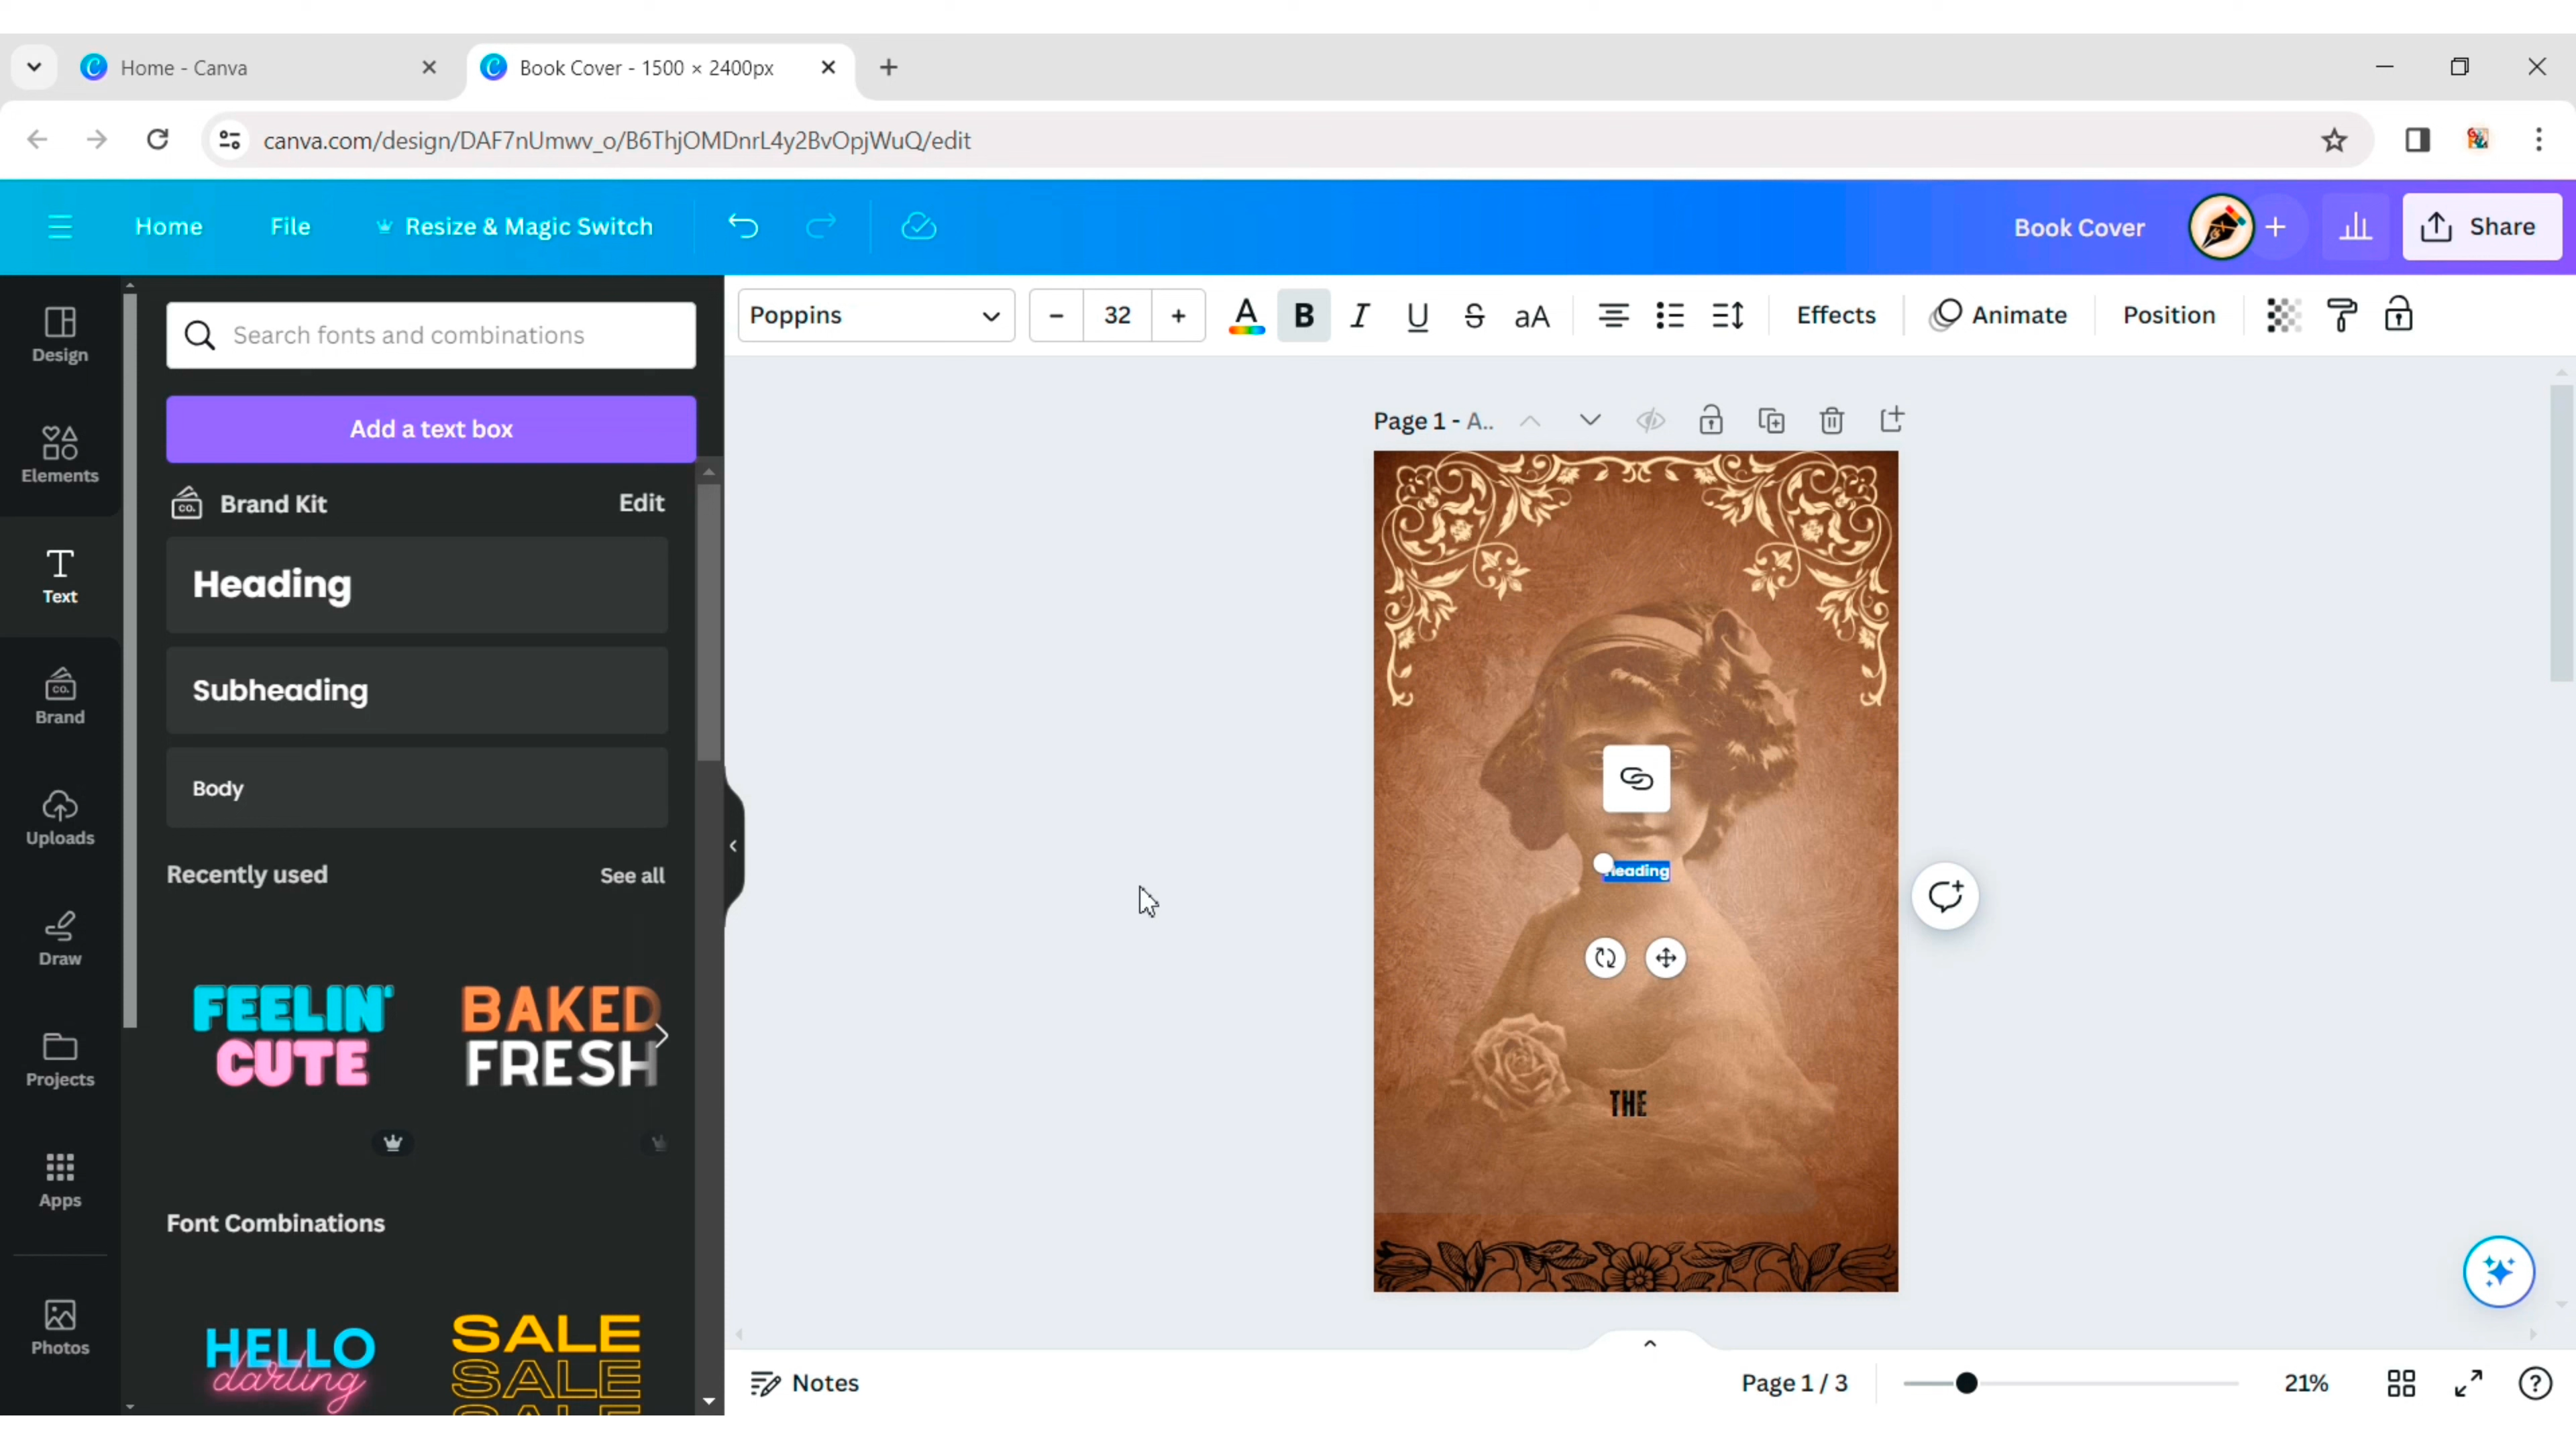 Home - Canva
Book Cover - 1500 × 2400px
canva.com/design/DAF7nUmwv_o/B6ThjOMDnrL4y2BvOpjWuQ/edit
Home
File
Resize & Magic Switch
Book Cover
Share
Poppins
32
A
B
I
U
S
aA
Effects
Animate
Position
Design
Elements
Text
Brand
Uploads
Draw
Projects
Apps
Photos
Search fonts and combinations
Add a text box
CO.
Brand Kit
Edit
Heading
Subheading
Body
Recently used
See all
FEELIN'
CUTE
BAKED
FRESH
Font Combinations
HELLO
darling
SALE
SALE
Page 1 - A..
Heading
THE
Notes
Page 1 / 3
21%